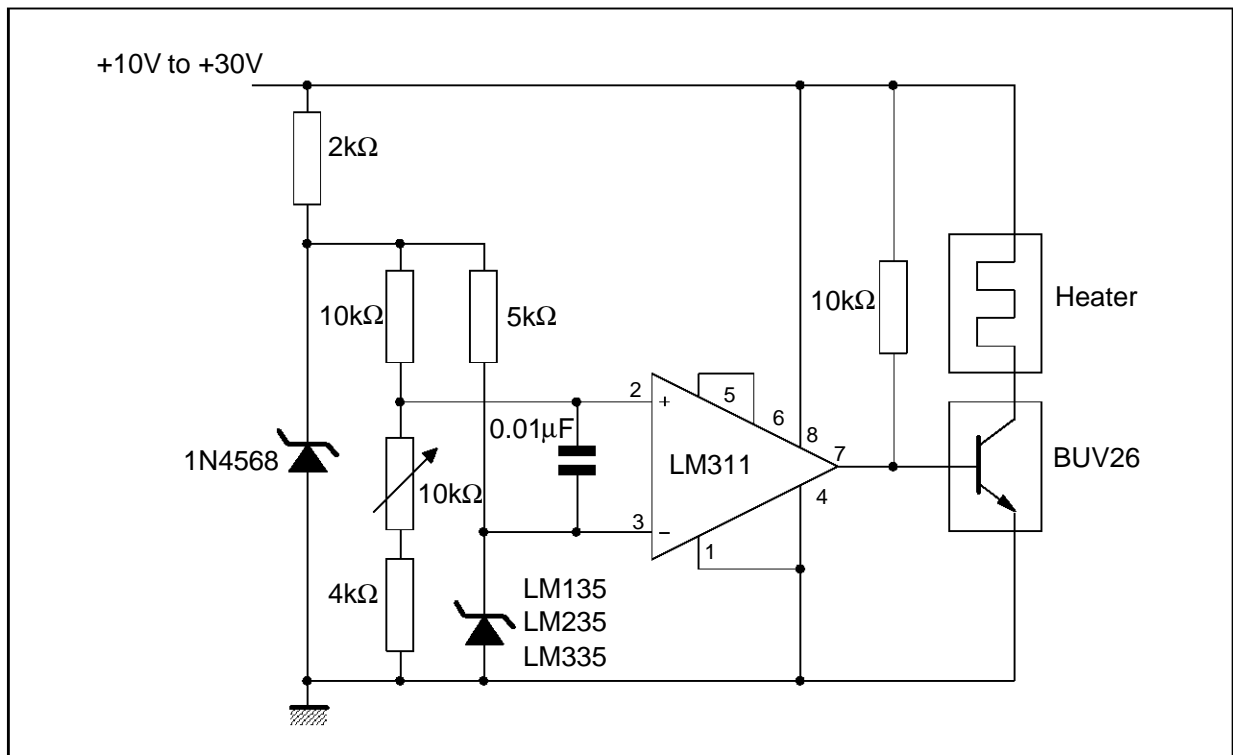 +10V to +30V
2kΩ
10kΩ
5kΩ
10kΩ
Heater
2
+
5
6
8
0.01μF
7
1N4568
LM311
BUV26
10kΩ
4
3
−
1
4kΩ
LM135
LM235
LM335